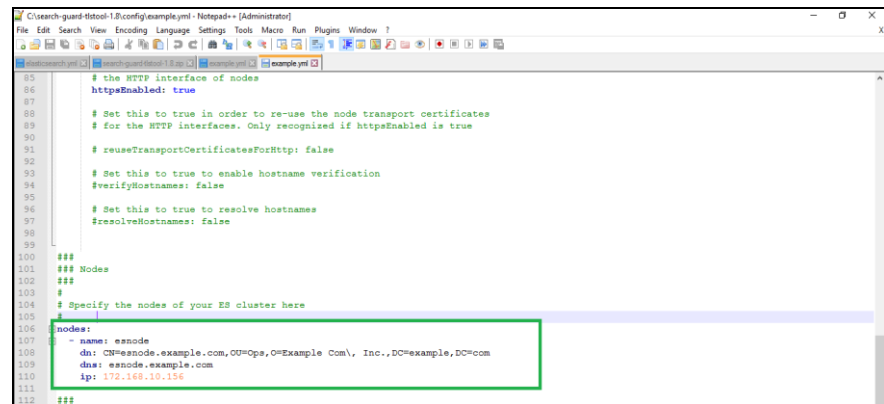 C:\search-guard-tlstool-1.8\config\example.yml - Notepad++ [Administrator]
File Edit Search View Encoding Language Settings Tools Macro Run Plugins Window ?
X
elasticsearch.yml search-guard-tlstool-1.8.zip example.yml example.yml
85 # the HTTP interface of nodes
86 httpsEnabled: true
87
88 # Set this to true in order to re-use the node transport certificates
89 # for the HTTP interfaces. Only recognized if httpsEnabled is true
90
91 # reuseTransportCertificatesForHttp: false
92
93 # Set this to true to enable hostname verification
94 #verifyHostnames: false
95
96 # Set this to true to resolve hostnames
97 #resolveHostnames: false
98
99
100 ###
101 ### Nodes
102 ###
103 #
104 # Specify the nodes of your ES cluster here
105 #
106 nodes:
107 - name: esnode
108 dn: CN=esnode.example.com,OU=Ops,O=Example Com\, Inc.,DC=example,DC=com
109 dns: esnode.example.com
110 ip: 172.168.10.156
111
112 ###